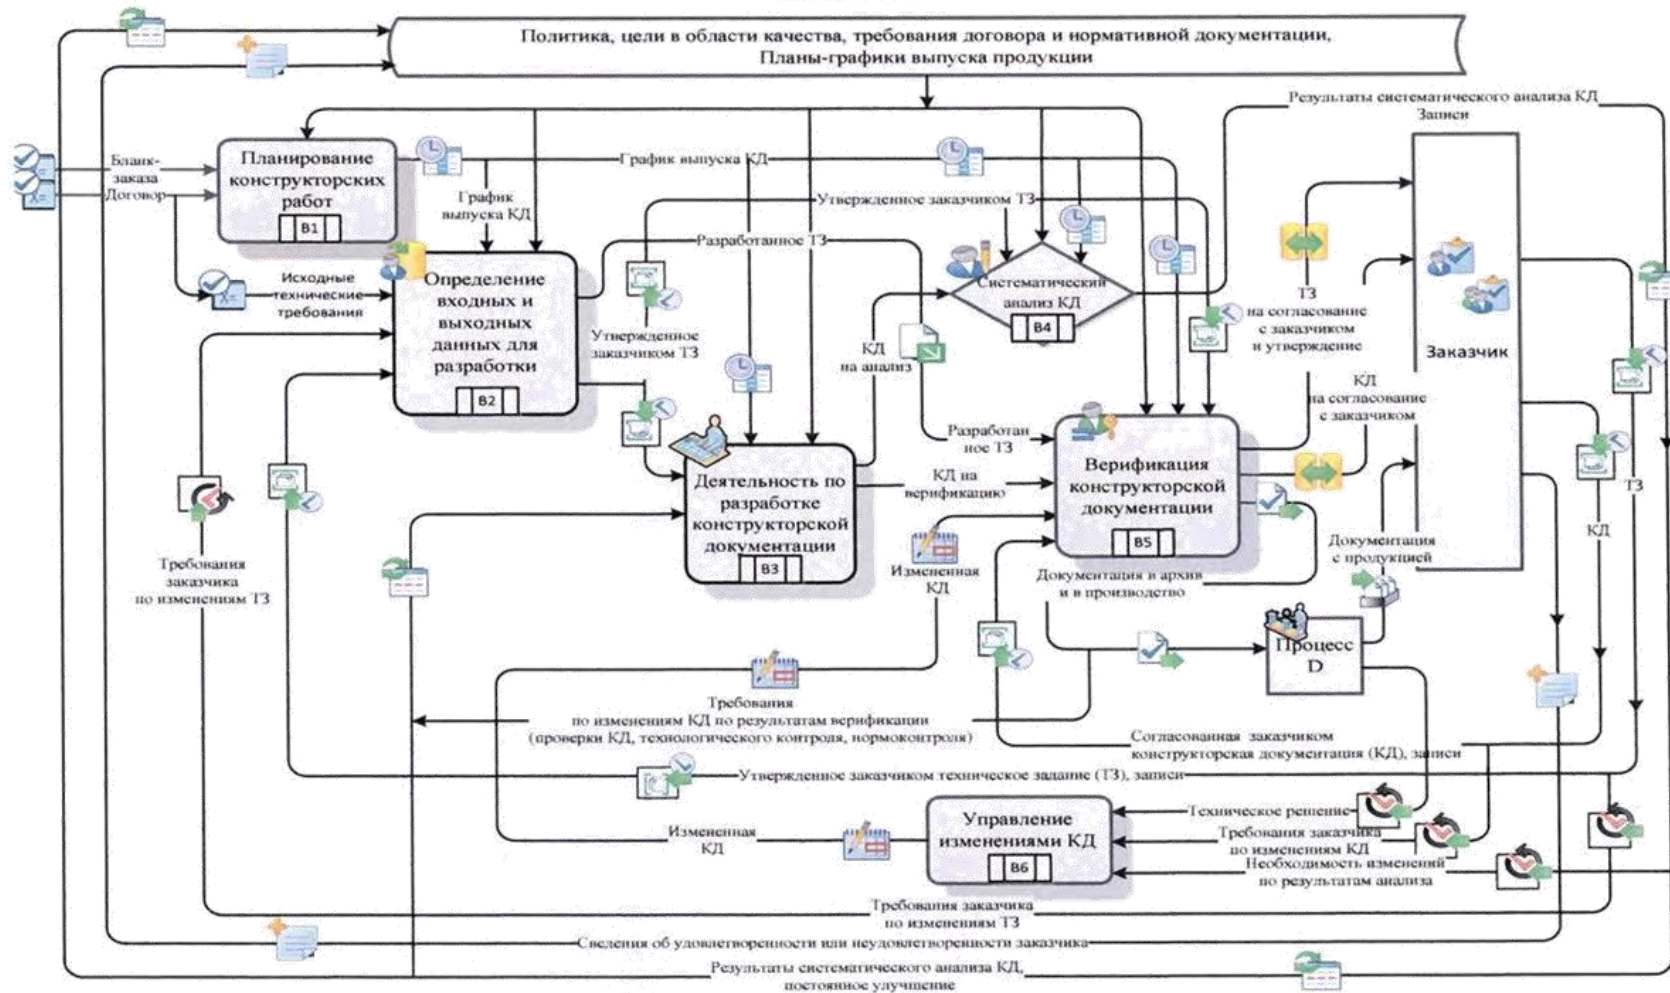 Политика, цели в области качества, требования договора и нормативной документации,
Планы-графики выпуска продукции
Результаты систематического анализа КД
Записи
Бланк-
заказа
Договор
Планирование
конструкторских
работ
В1
График выпуска КД
График
выпуска КД
Утвержденное заказчиком ТЗ
Разработанное ТЗ
Исходные
технические
требования
Определение
входных и
выходных
данных для
разработки
В2
Утвержденное
заказчиком ТЗ
Систематический
анализ КД
В4
КД
на анализ
ТЗ
на согласование
с заказчиком
и утверждение
Заказчик
КД
на согласование
с заказчиком
Разработан
ное ТЗ
КД на
верификацию
Деятельность по
разработке
конструкторской
документации
В3
Верификация
конструкторской
документации
В5
ТЗ
КД
Документация
с продукцией
Требования
заказчика
по изменениям ТЗ
Измененная
КД
Документация в архив
и в производство
Процесс
D
Требования
по изменениям КД по результатам верификации
(проверки КД, технологического контроля, нормоконтроля)
Согласованная заказчиком
конструкторская документация (КД), записи
Утвержденное заказчиком техническое задание (ТЗ), записи
Измененная
КД
Управление
изменениями КД
В6
Техническое решение
Требования заказчика
по изменениям КД
Необходимость изменений
по результатам анализа
Требования заказчика
по изменениям ТЗ
Сведения об удовлетворенности или неудовлетворенности заказчика
Результаты систематического анализа КД,
постоянное улучшение